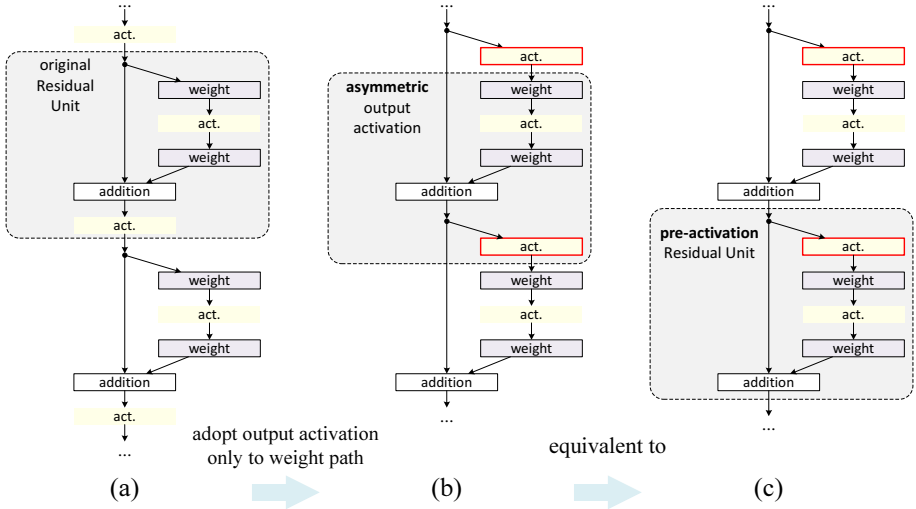 ...
act.
original
Residual
Unit
weight
act.
weight
addition
act.
weight
act.
weight
addition
act.
...
adopt output activation
only to weight path
(a)
...
act.
asymmetric
output
activation
weight
act.
weight
addition
act.
weight
act.
weight
addition
...
equivalent to
(b)
...
act.
weight
act.
weight
addition
pre-activation
Residual Unit
act.
weight
act.
weight
addition
...
(c)